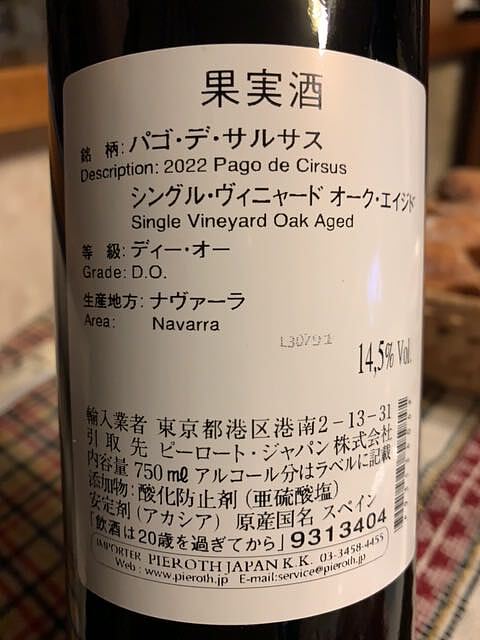 果実酒
銘 柄: パゴ・デ・サルサス
Description: 2022 Pago de Cirsus
シングル・ヴィニャード オーク・エイジド
Single Vineyard Oak Aged
等 級: ディー・オー
Grade: D.O.
生産地方: ナヴァーラ
Area: Navarra
14,5% Vol.
輸入業者 東京都港区港南2-13-31
引取先 ピーロート・ジャパン株式会社
内容量 750㎖ アルコール分はラベルに記載
添加物: 酸化防止剤 (亜硫酸塩)
安定剤 (アカシア) 原産国名 スペイン
「飲酒は20歳を過ぎてから」9313404
IMPORTER PIEROTH JAPAN K.K. 03-3458-4455
Web : www.pieroth.jp E-mail:service@pieroth.jp